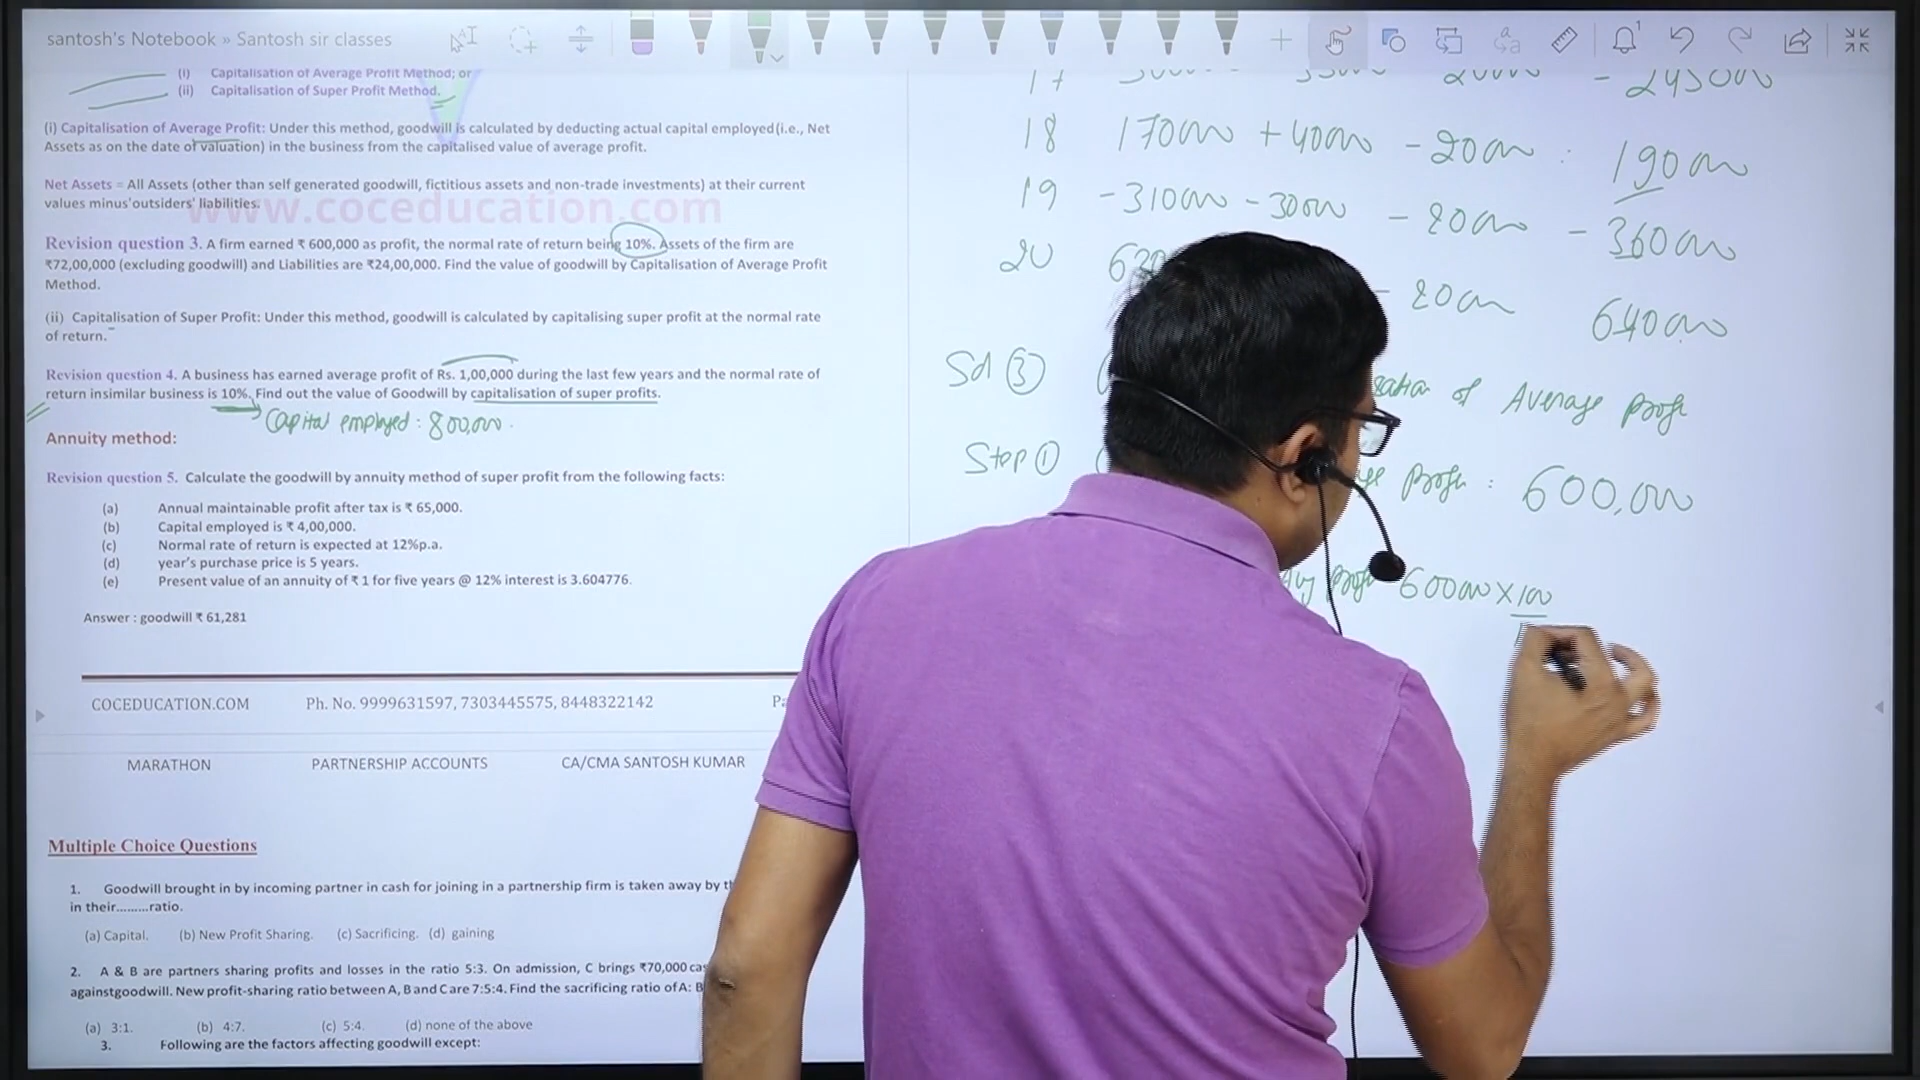 santosh's Notebook » Santosh sir classes
(i) Capitalisation of Average Profit Method; or
(ii) Capitalisation of Super Profit Method.
(i) Capitalisation of Average Profit: Under this method, goodwill is calculated by deducting actual capital employed(i.e., Net
Assets as on the date of valuation) in the business from the capitalised value of average profit.
Net Assets = All Assets (other than self generated goodwill, fictitious assets and non-trade investments) at their current
values minus'outsiders' liabilities.
www.coceducation.com
Revision question 3. A firm earned ₹ 600,000 as profit, the normal rate of return being 10%. Assets of the firm are
₹72,00,000 (excluding goodwill) and Liabilities are ₹24,00,000. Find the value of goodwill by Capitalisation of Average Profit
Method.
(ii) Capitalisation of Super Profit: Under this method, goodwill is calculated by capitalising super profit at the normal rate
of return.
Revision question 4. A business has earned average profit of Rs. 1,00,000 during the last few years and the normal rate of
return insimilar business is 10%. Find out the value of Goodwill by capitalisation of super profits.
Capital employed : 800,000.
Annuity method:
Revision question 5. Calculate the goodwill by annuity method of super profit from the following facts:
(a) Annual maintainable profit after tax is ₹ 65,000.
(b) Capital employed is ₹ 4,00,000.
(c) Normal rate of return is expected at 12%p.a.
(d) year's purchase price is 5 years.
(e) Present value of an annuity of ₹ 1 for five years @ 12% interest is 3.604776.
Answer : goodwill ₹ 61,281
COCEDUCATION.COM Ph. No. 9999631597, 7303445575, 8448322142
MARATHON PARTNERSHIP ACCOUNTS CA/CMA SANTOSH KUMAR
Multiple Choice Questions
1. Goodwill brought in by incoming partner in cash for joining in a partnership firm is taken away by
in their.........ratio.
(a) Capital. (b) New Profit Sharing. (c) Sacrificing. (d) gaining
2. A & B are partners sharing profits and losses in the ratio 5:3. On admission, C brings ₹70,000
againstgoodwill. New profit-sharing ratio between A, B and C are 7:5:4. Find the sacrificing ratio of A: B
(a) 3:1. (b) 4:7. (c) 5:4. (d) none of the above
3. Following are the factors affecting goodwill except:
17 - 245000
18 170000 + 40000 - 20000 : 190000
19 - 310000 - 30000 - 20000 - 360000
20 - 20000 640000
Sol (3) of Average profit
Step (1) profit : 600,000
Avg profit 600000 × 100